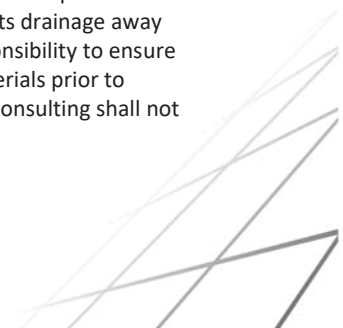 ts drainage away
onsibility to ensure
erials prior to
onsulting shall not